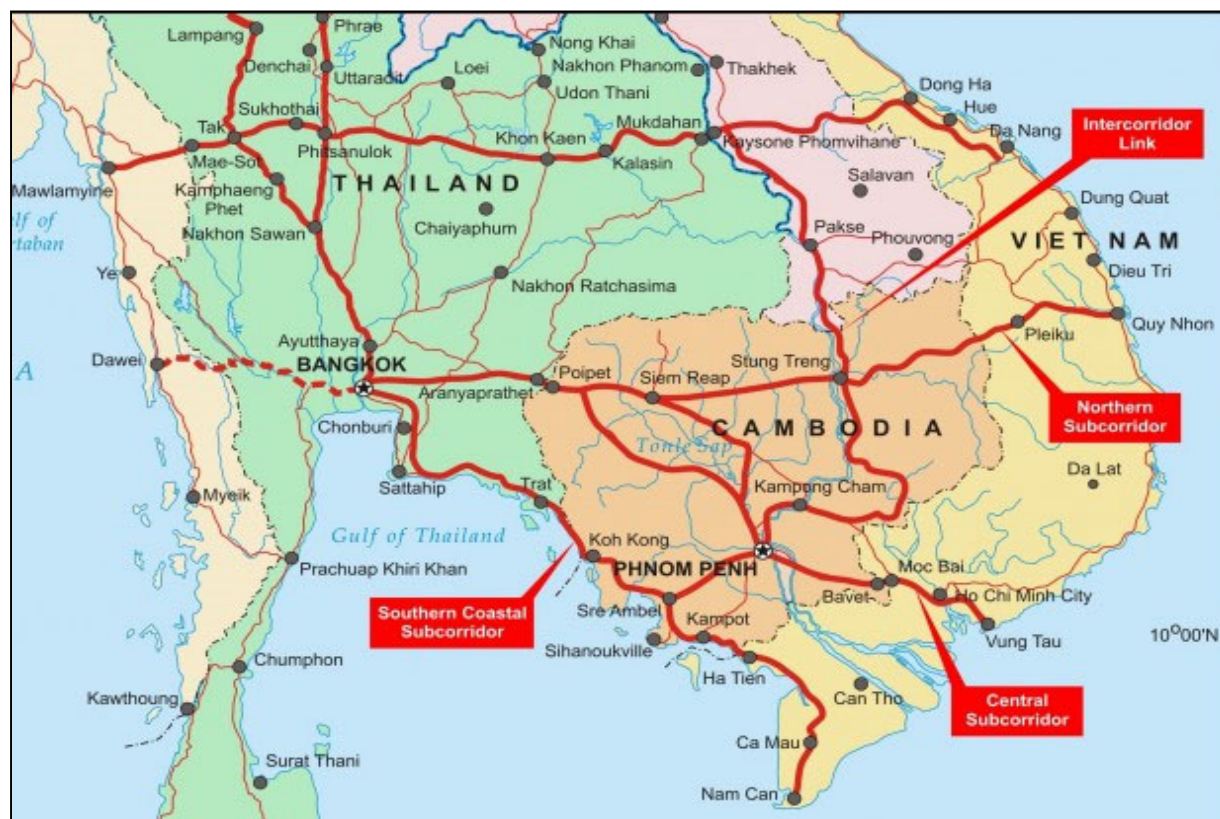 Phrae
Lampang
Nong Khai
Denchai
Loei
Nakhon Phanom
Thakhek
Uttaradit
Udon Thani
Dong Ha
Sukhothai
Hue
Mukdahan
Tak
Khon Kaen
Da Nang
Intercorridor
Link
Phitsanulok
Kaysone Phomvihane
Mae-Sot
Kalasin
Mawlamyine
THAILAND
Salavan
Kamphaeng
Phet
Dung Quat
Chaiyaphum
Gulf of
Martaban
Nakhon Sawan
Pakse
Phouvong
VIET NAM
Ye
Dieu Tri
Nakhon Ratchasima
Quy Nhon
Pleiku
Ayutthaya
Dawei
BANGKOK
Stung Treng
A
Poipet
Siem Reap
Aranyaprathet
Northern
Subcorridor
Chonburi
CAMBODIA
Tonle Sap
Da Lat
Sattahip
Kampong Cham
Myeik
Trat
Gulf of Thailand
Koh Kong
Prachuap Khiri Khan
PHNOM PENH
Moc Bai
Bavet
Ho Chi Minh City
Southern Coastal
Subcorridor
Sre Ambel
Kampot
Vung Tau
10°00'N
Sihanoukville
Chumphon
Ha Tien
Can Tho
Kawthoung
Central
Subcorridor
Ca Mau
Surat Thani
Nam Can